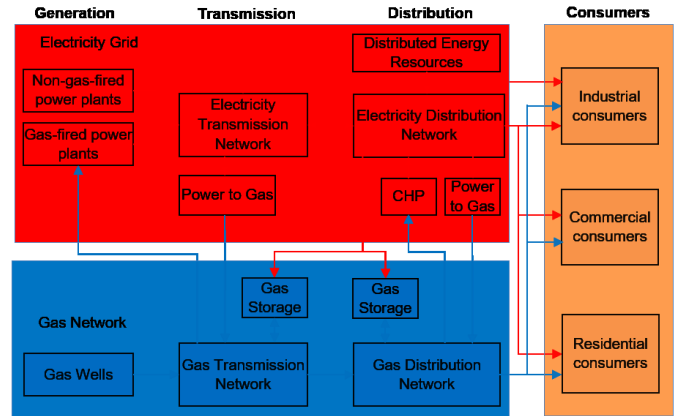 Generation
Transmission
Distribution
Consumers
Electricity Grid
Distributed Energy
Resources
Non-gas-fired
power plants
Electricity
Transmission
Network
Electricity Distribution
Network
Industrial
consumers
Gas-fired power
plants
Power to Gas
CHP
Power
to Gas
Commercial
consumers
Gas
Storage
Gas
Storage
Gas Network
Gas Wells
Gas Transmission
Network
Gas Distribution
Network
Residential
consumers